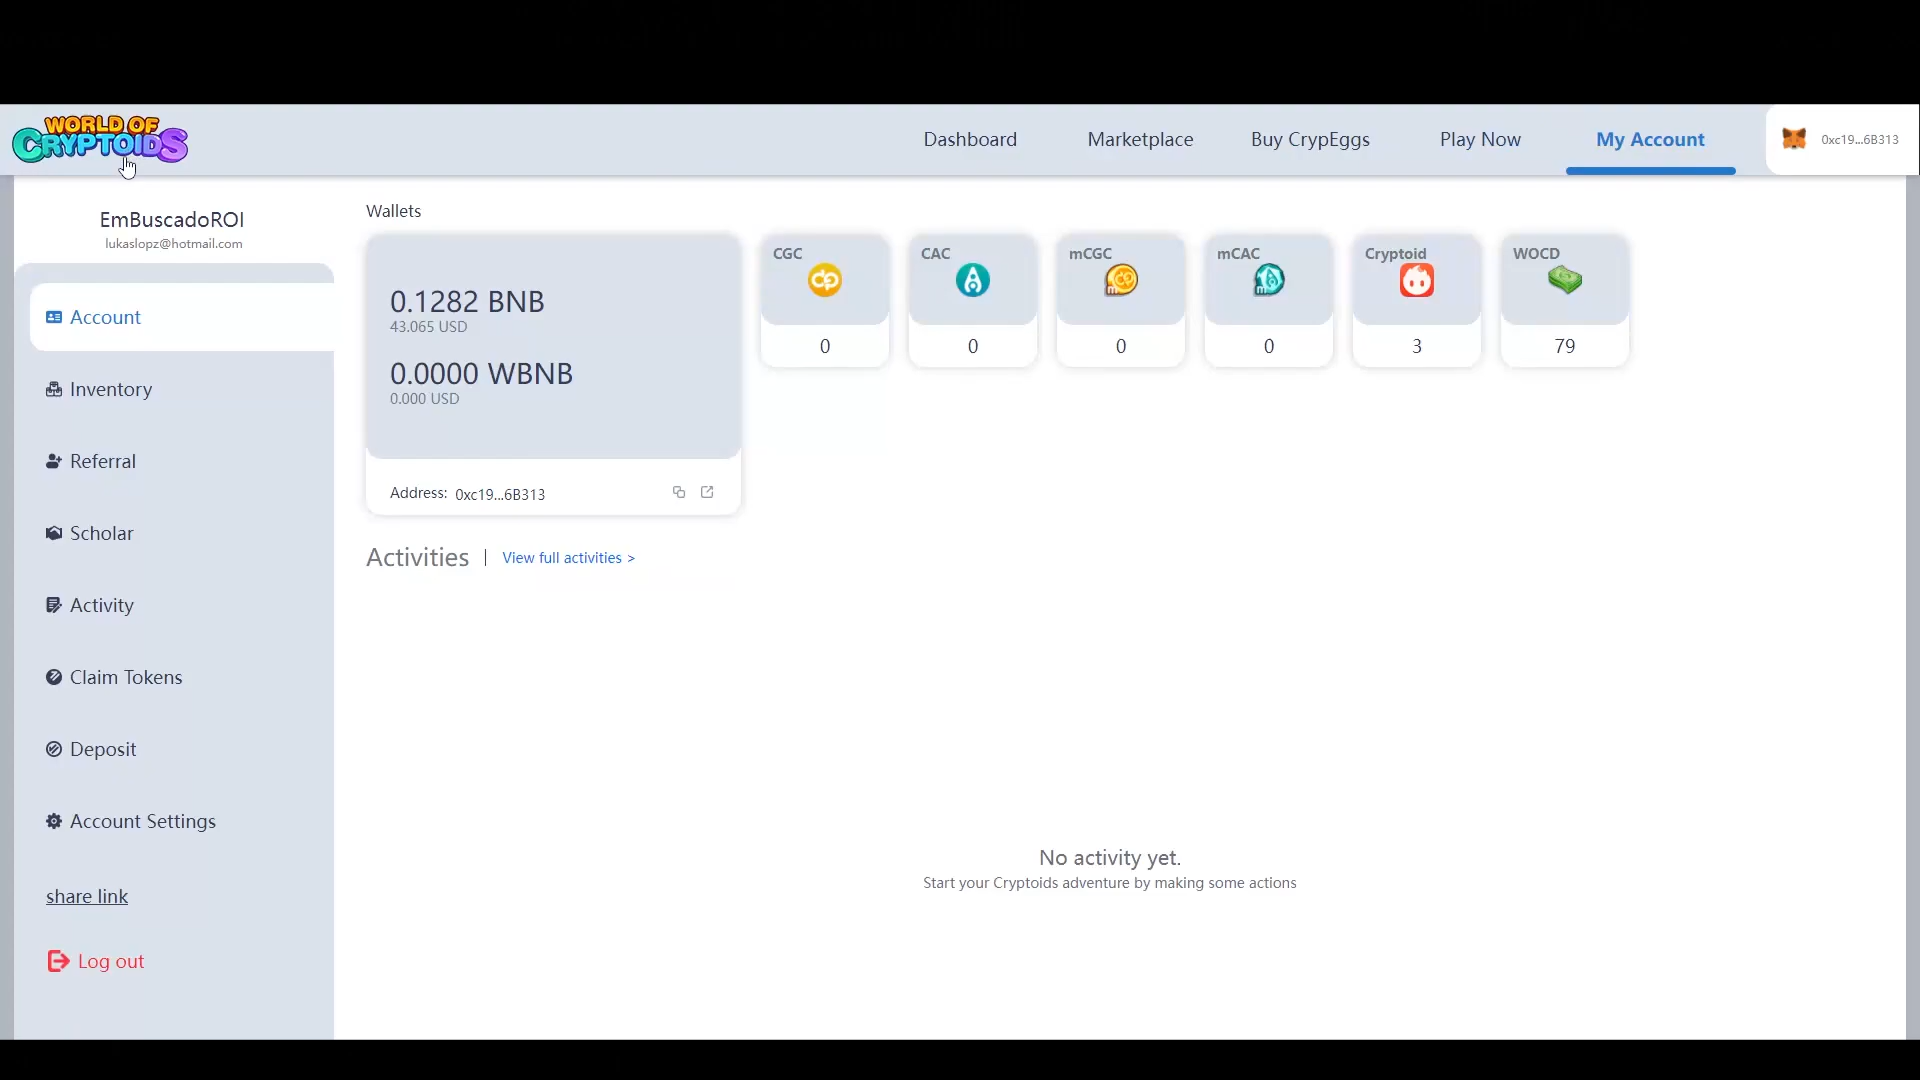 WORLD OF
CRYPTOIDS
Dashboard
Marketplace
Buy CrypEggs
Play Now
My Account
0xc19...6B313
EmBuscadoROI
lukaslopz@hotmail.com
Account
Inventory
Referral
Scholar
Activity
Claim Tokens
Deposit
Account Settings
share link
Log out
Wallets
0.1282 BNB
43.065 USD
0.0000 WBNB
0.000 USD
Address: 0xc19...6B313
CGC
0
CAC
0
mCGC
0
mCAC
0
Cryptoid
3
WOCD
79
Activities | View full activities >
No activity yet.
Start your Cryptoids adventure by making some actions